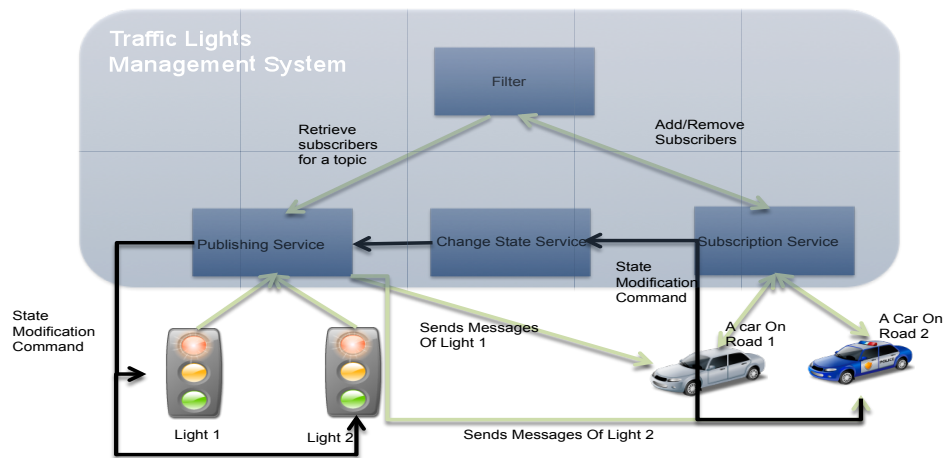 Traffic Lights
Management System
Filter
Retrieve
subscribers
for a topic
Add/Remove
Subscribers
Publishing Service
Change State Service
Subscription Service
State
Modification
Command
State
Modification
Command
Sends Messages
Of Light 1
A car On
Road 1
A Car On
Road 2
POLICE
Light 1
Light 2
Sends Messages Of Light 2